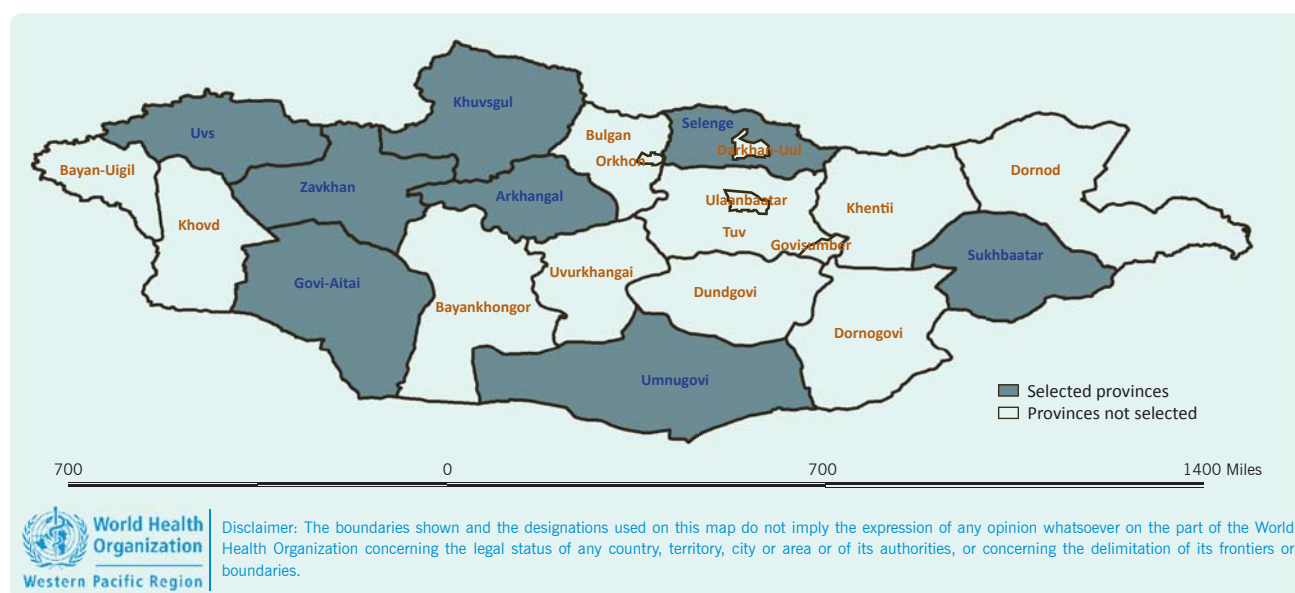 Khuvsgul
Selenge
Uvs
Bulgan
Darkhan-Uul
Orkhon
Bayan-Uigil
Dornod
Zavkhan
Arkhangal
Ulaanbaatar
Khentii
Khovd
Tuv
Govisumber
Sukhbaatar
Uvurkhangai
Govi-Aitai
Dundgovi
Bayankhongor
Dornogovi
Umnugovi
Selected provinces
Provinces not selected
700 0 700 1400 Miles
World Health
Organization
Western Pacific Region
Disclaimer: The boundaries shown and the designations used on this map do not imply the expression of any opinion whatsoever on the part of the World
Health Organization concerning the legal status of any country, territory, city or area or of its authorities, or concerning the delimitation of its frontiers or
boundaries.